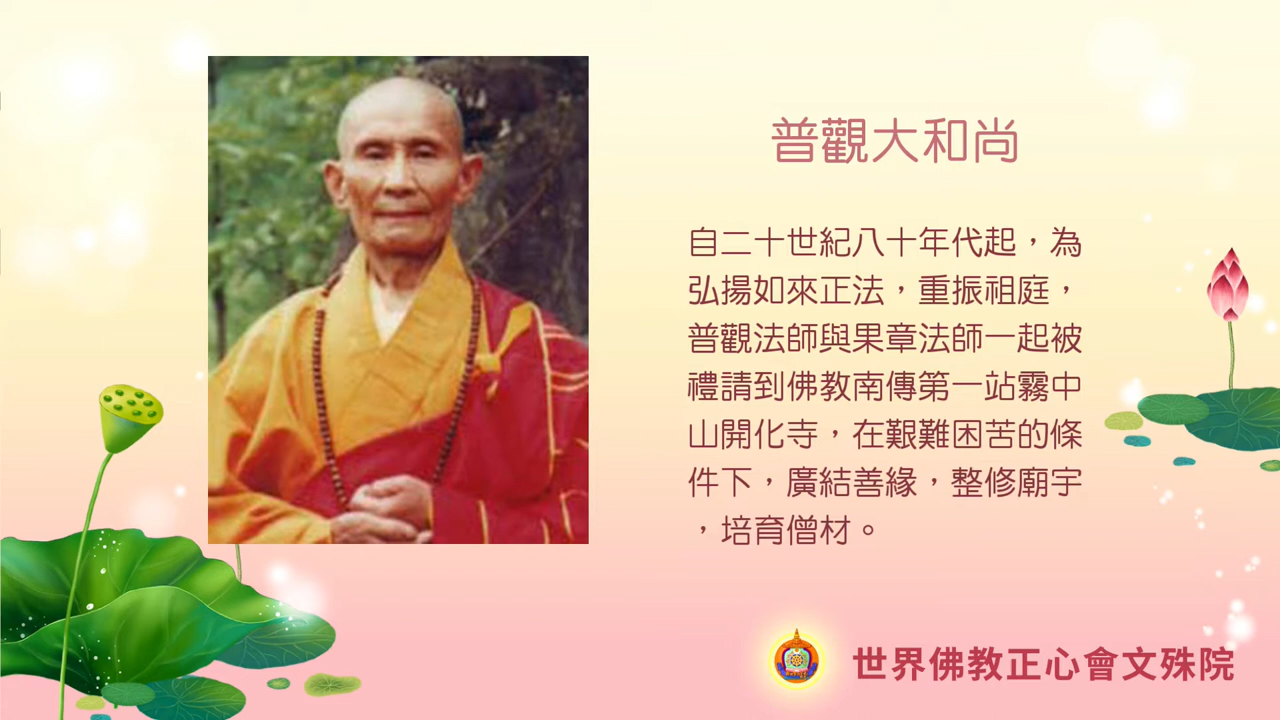 普觀大和尚
自二十世紀八十年代起，為
弘揚如來正法，重振祖庭，
普觀法師與果章法師一起被
禮請到佛教南傳第一站霧中
山開化寺，在艱難困苦的條
件下，廣結善緣，整修廟宇
，培育僧材。
世界佛教正心會文殊院